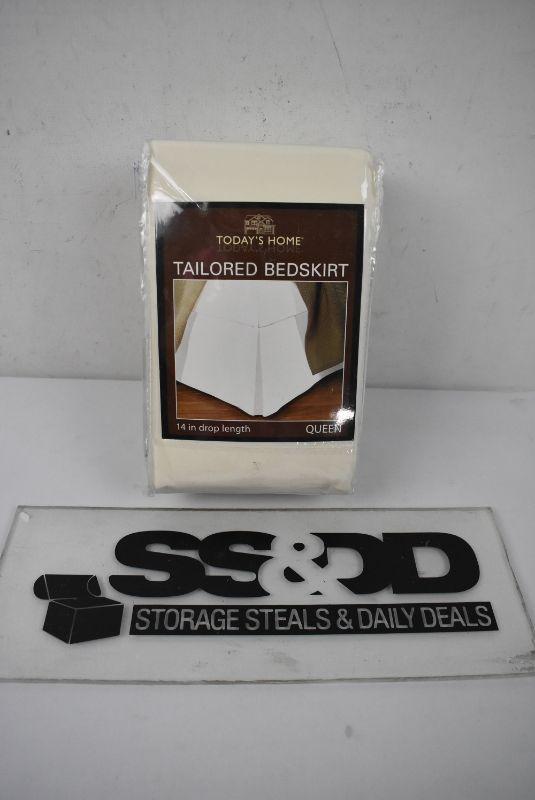 TODAY'S HOME
TAILORED BEDSKIRT
14 in drop length QUEEN
SS&DD
STORAGE STEALS & DAILY DEALS